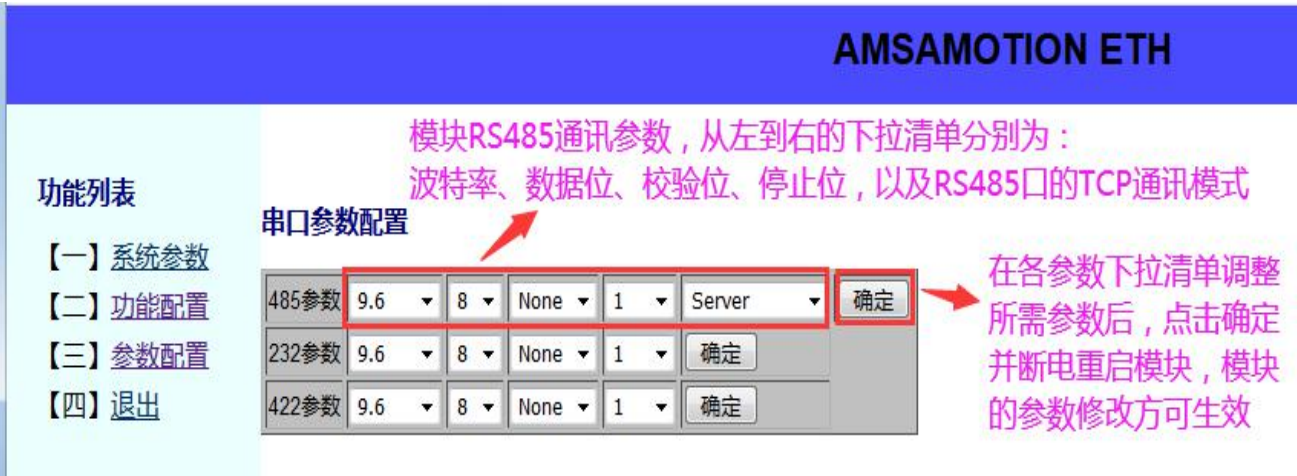 AMSAMOTION ETH
模块RS485通讯参数，从左到右的下拉清单分别为：
波特率、数据位、校验位、停止位，以及RS485口的TCP通讯模式
功能列表
【一】系统参数
【二】功能配置
【三】参数配置
【四】退出
串口参数配置
485参数 9.6 8 None 1 Server 确定
232参数 9.6 8 None 1 确定
422参数 9.6 8 None 1 确定
在各参数下拉清单调整
所需参数后，点击确定
并断电重启模块，模块
的参数修改方可生效